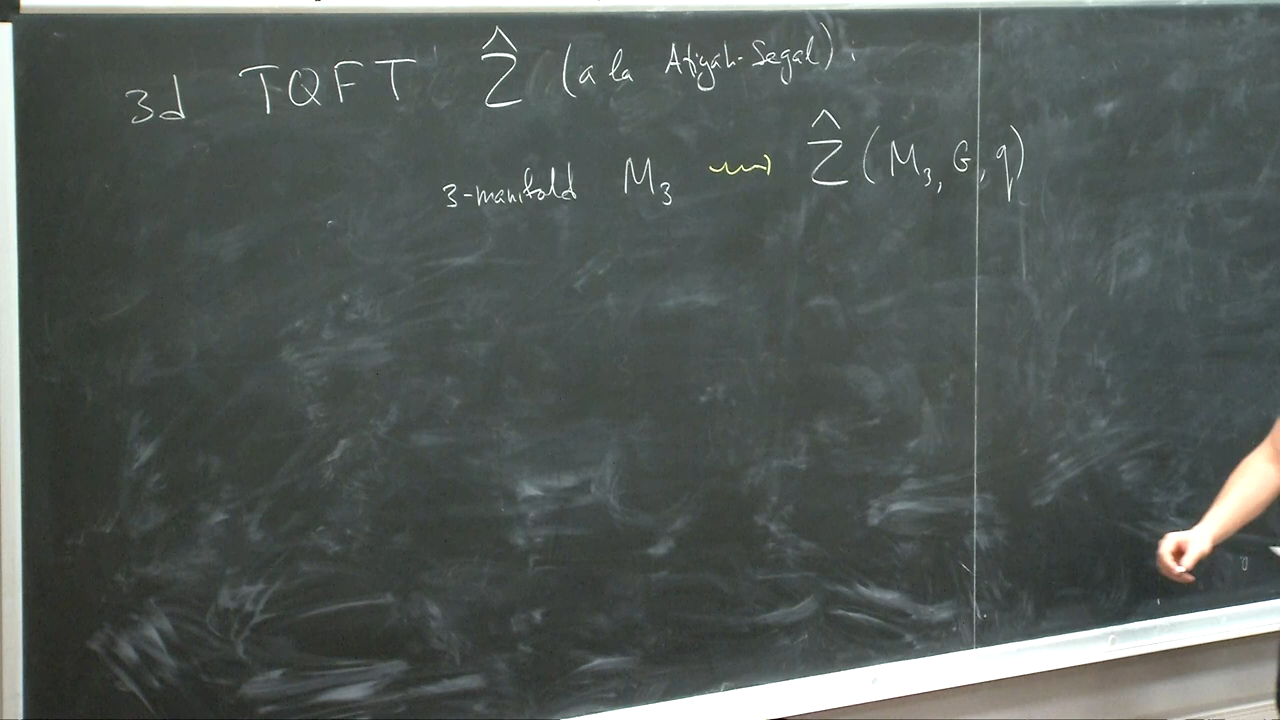 3d TQFT Ẑ (a la Atiyah-Segal):
3-manifold M₃ ⇝ Ẑ(M₃, G, q)